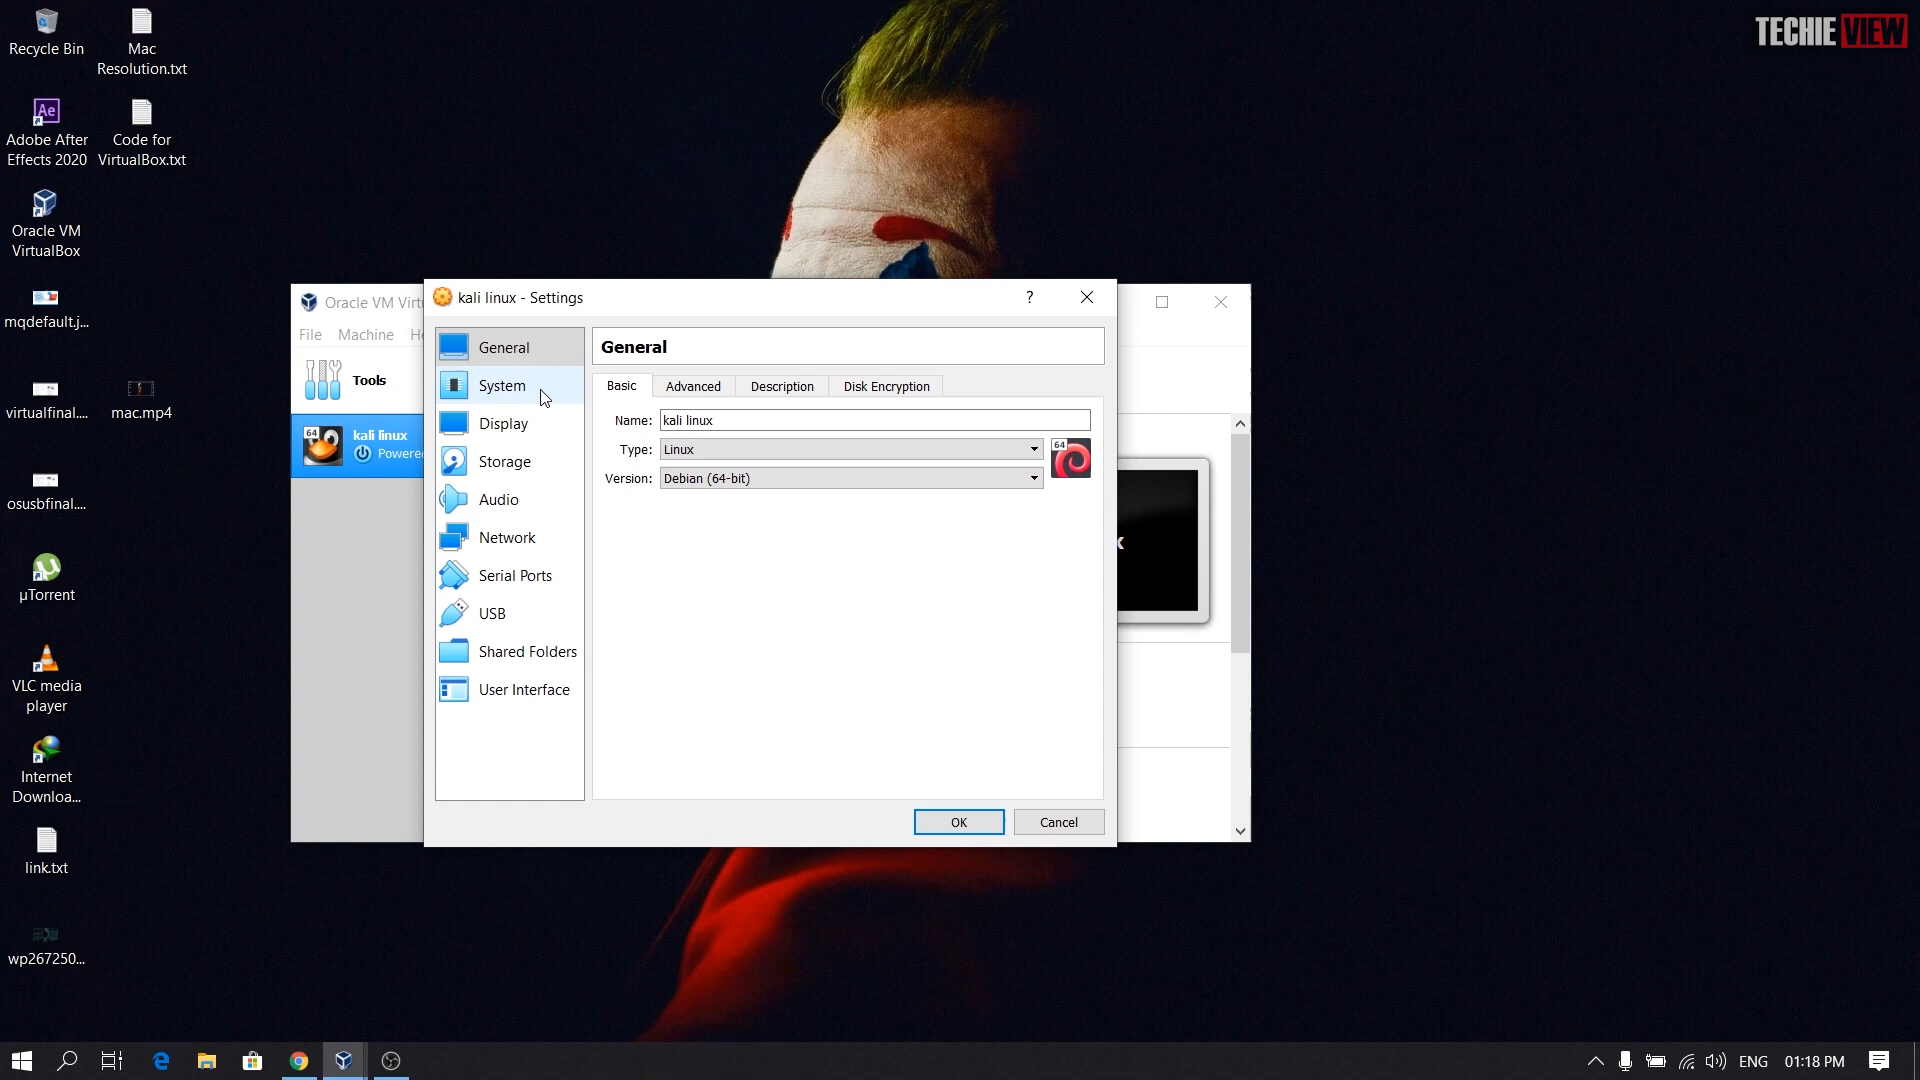 TECHIE VIEW
Recycle Bin
Mac
Resolution.txt
Ae
Adobe After
Effects 2020
Code for
VirtualBox.txt
Oracle VM
VirtualBox
mqdefault.j...
virtualfinal....
mac.mp4
osusbfinal....
µTorrent
VLC media
player
Internet
Downloa...
link.txt
wp267250...
Oracle VM Virt
File Machine He
Tools
64
kali linux
Powere
kali linux - Settings
?
General
System
Display
Storage
Audio
Network
Serial Ports
USB
Shared Folders
User Interface
General
Basic Advanced Description Disk Encryption
Name: kali linux
Type: Linux
64
Version: Debian (64-bit)
OK Cancel
x
ENG 01:18 PM